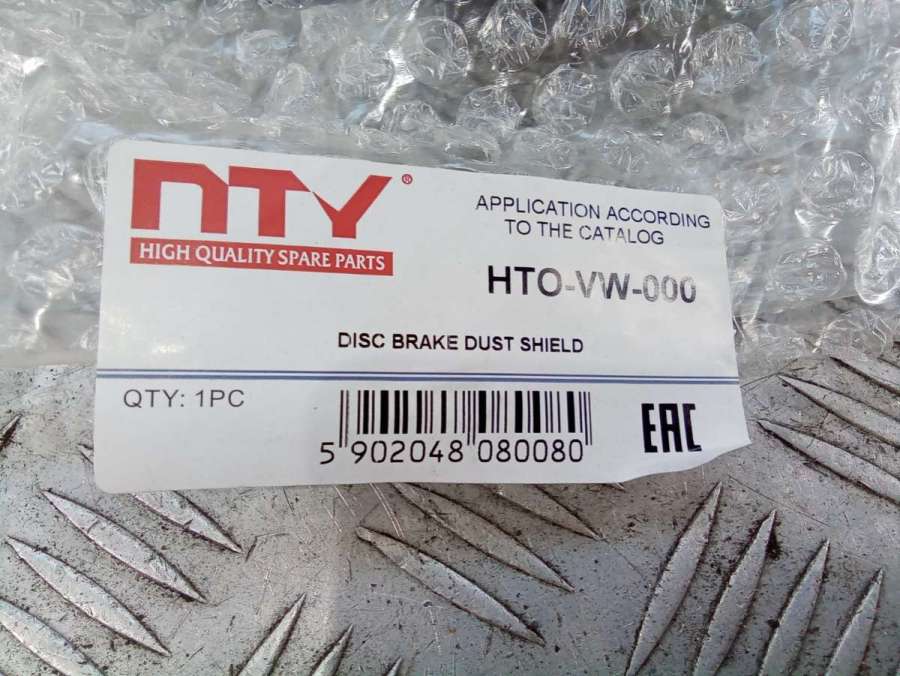 NTY®
HIGH QUALITY SPARE PARTS
APPLICATION ACCORDING
TO THE CATALOG
HTO-VW-000
DISC BRAKE DUST SHIELD
QTY: 1PC
5 902048 080080
EAC